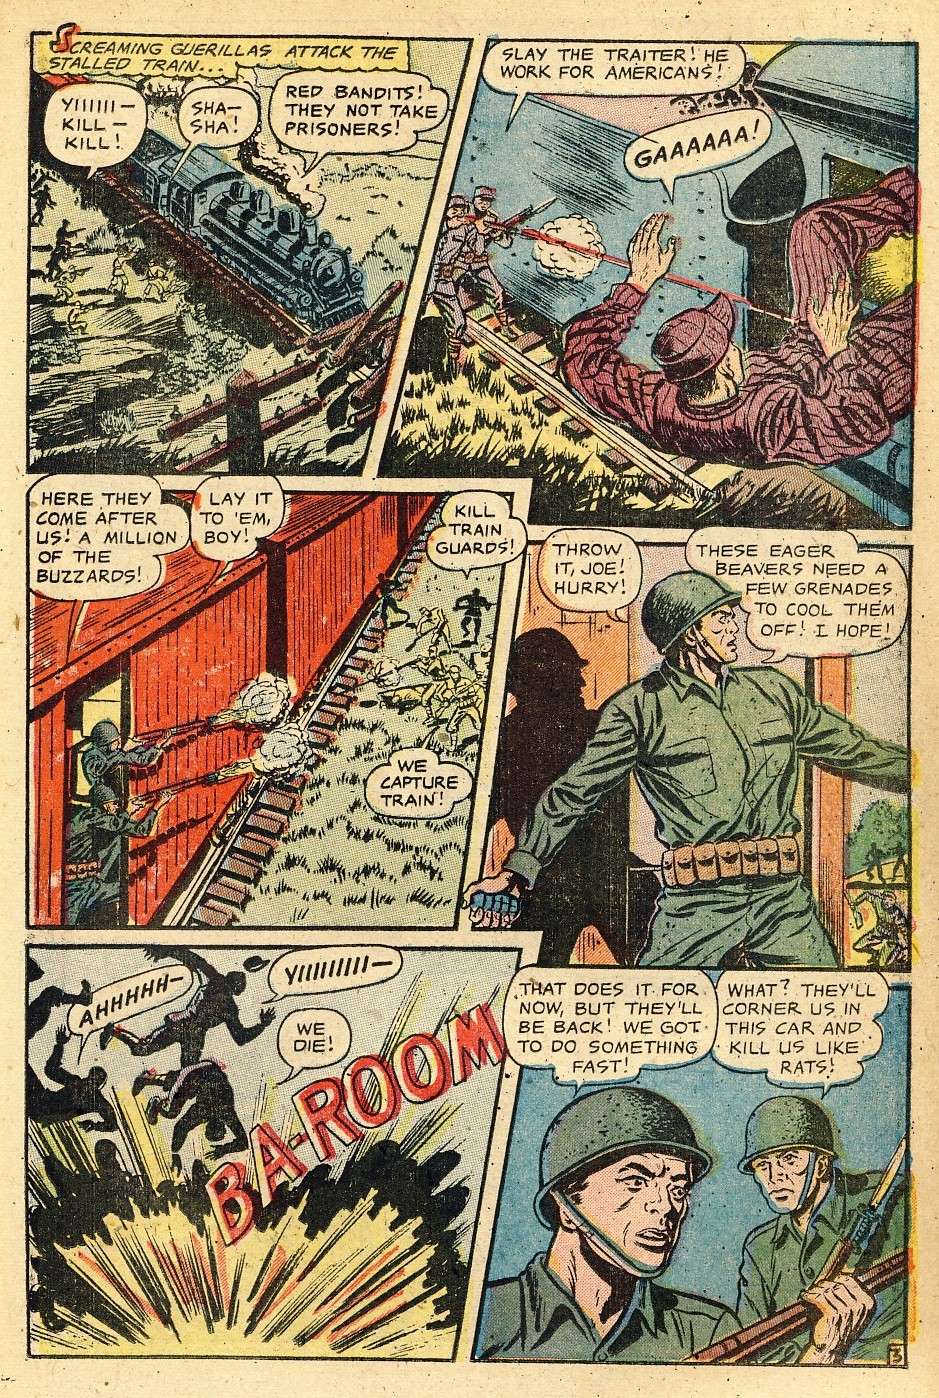 SCREAMING GUERILLAS ATTACK THE
STALLED TRAIN...
YIIIIII—
KILL—
KILL!
SHA—
SHA!
RED BANDITS!
THEY NOT TAKE
PRISONERS!
SLAY THE TRAITER! HE
WORK FOR AMERICANS!
GAAAAAA!
HERE THEY
COME AFTER
US! A MILLION
OF THE
BUZZARDS!
LAY IT
TO 'EM,
BOY!
KILL
TRAIN
GUARDS!
WE
CAPTURE
TRAIN!
THROW
IT, JOE!
HURRY!
THESE EAGER
BEAVERS NEED A
FEW GRENADES
TO COOL THEM
OFF! I HOPE!
AHHHHH—
YIIIIIIIII—
WE
DIE!
BA-ROOM
THAT DOES IT FOR
NOW, BUT THEY'LL
BE BACK! WE GOT
TO DO SOMETHING
FAST!
WHAT? THEY'LL
CORNER US IN
THIS CAR AND
KILL US LIKE
RATS!
3